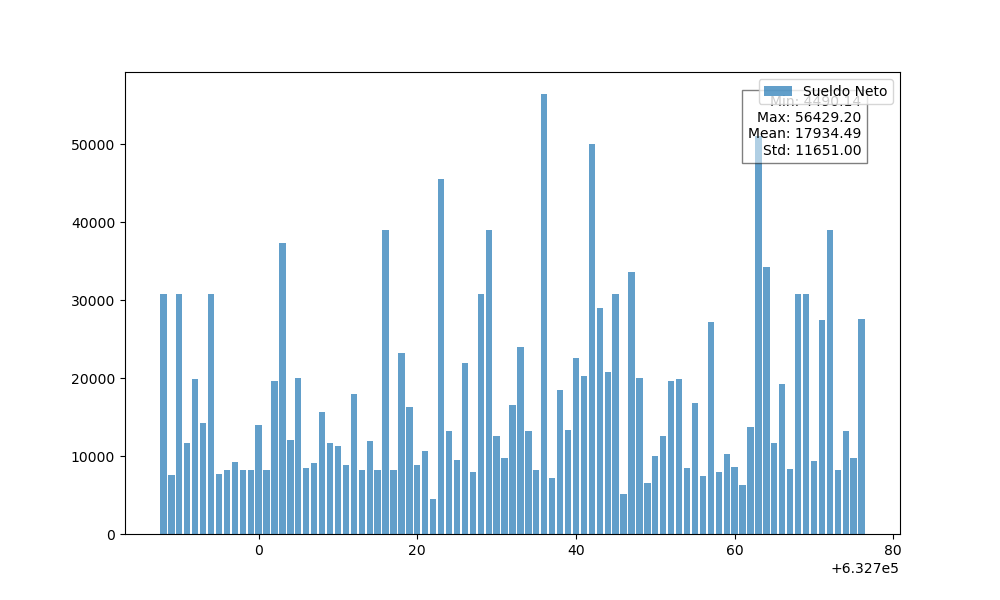 Sueldo Neto
Min: 4490.14
Max: 56429.20
Mean: 17934.49
Std: 11651.00
50000
40000
30000
20000
10000
0
0 20 40 60 80
+6.327e5